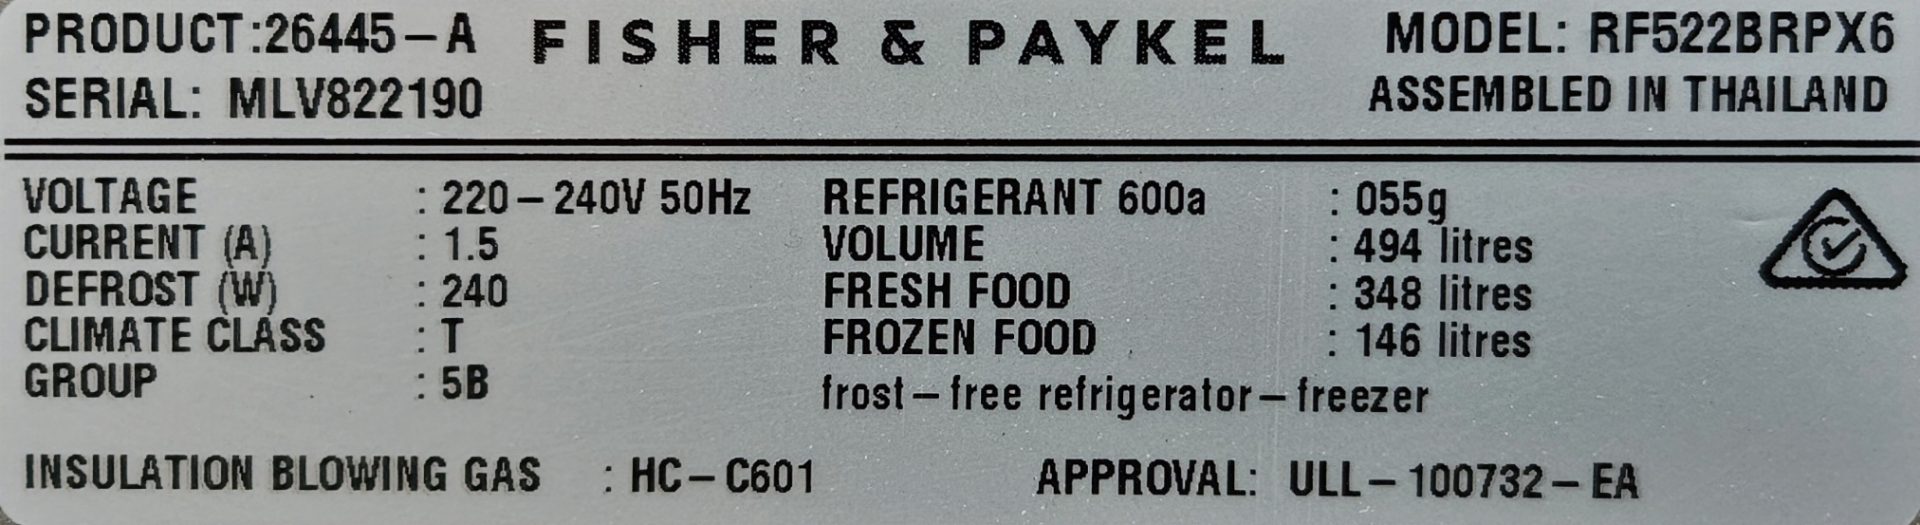 PRODUCT:26445-A FISHER & PAYKEL MODEL: RF522BRPX6
SERIAL: MLV822190 ASSEMBLED IN THAILAND
VOLTAGE : 220-240V 50Hz REFRIGERANT 600a : 055g
CURRENT (A) : 1.5 VOLUME : 494 litres
DEFROST (W) : 240 FRESH FOOD : 348 litres
CLIMATE CLASS : T FROZEN FOOD : 146 litres
GROUP : 5B frost-free refrigerator-freezer
INSULATION BLOWING GAS : HC-C601 APPROVAL: ULL-100732-EA